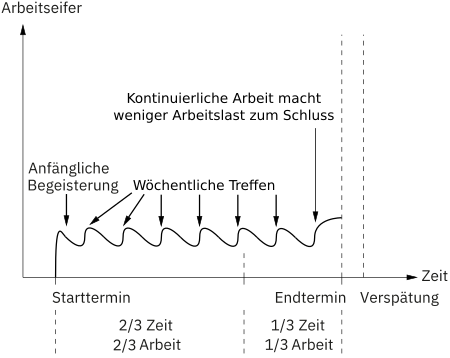 Arbeitseifer
Kontinuierliche Arbeit macht
weniger Arbeitslast zum Schluss
Anfängliche
Begeisterung
Wöchentliche Treffen
Zeit
Starttermin
Endtermin
Verspätung
2/3 Zeit
2/3 Arbeit
1/3 Zeit
1/3 Arbeit